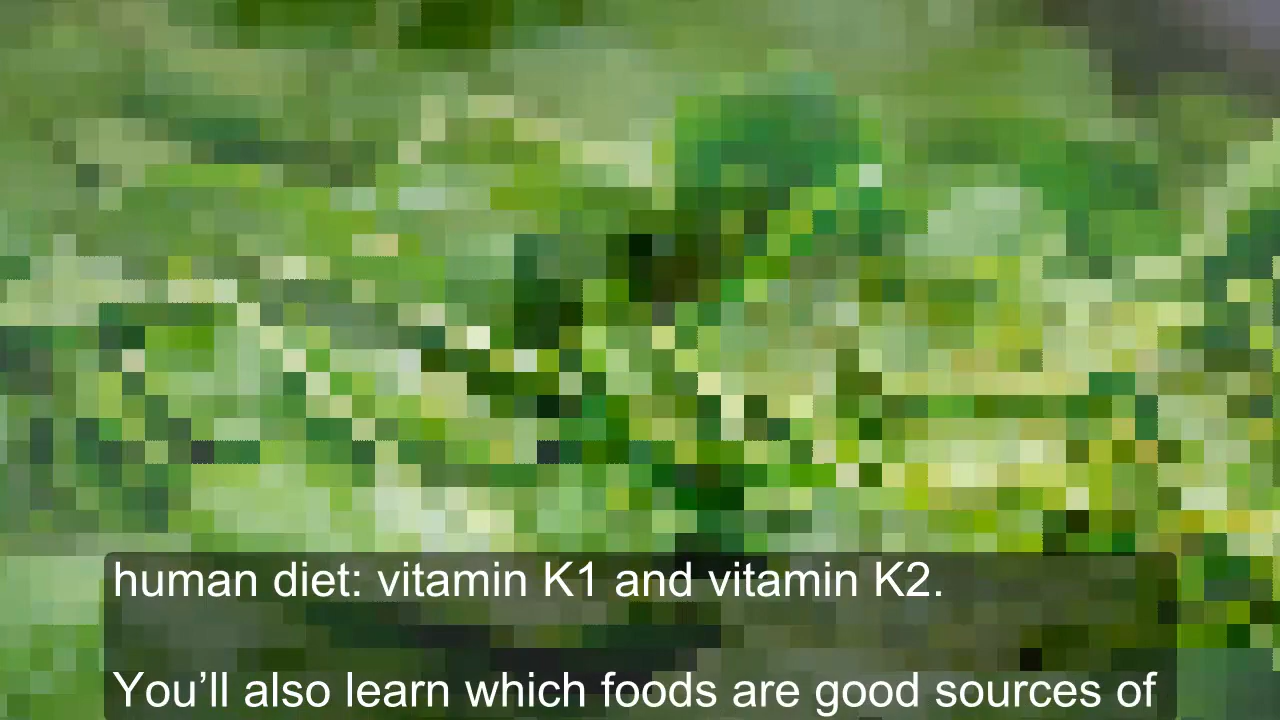 human diet: vitamin K1 and vitamin K2.
You’ll also learn which foods are good sources of